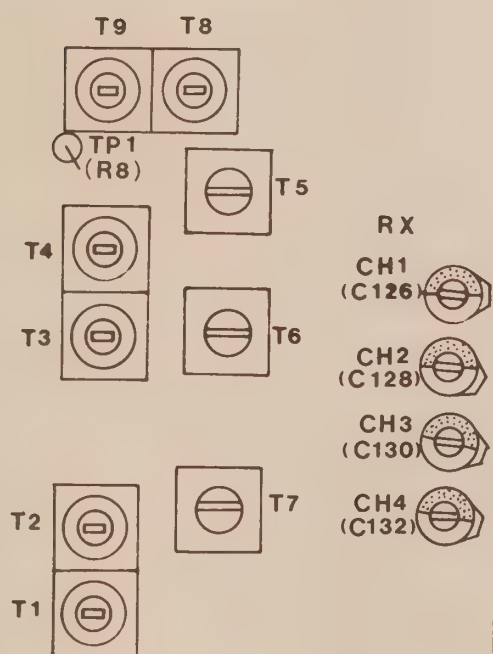 T9 T8
TP1
(R8)
T5
RX
T4
CH1
(C126)
T3
T6
CH2
(C128)
CH3
(C130)
T2
T7
CH4
(C132)
T1